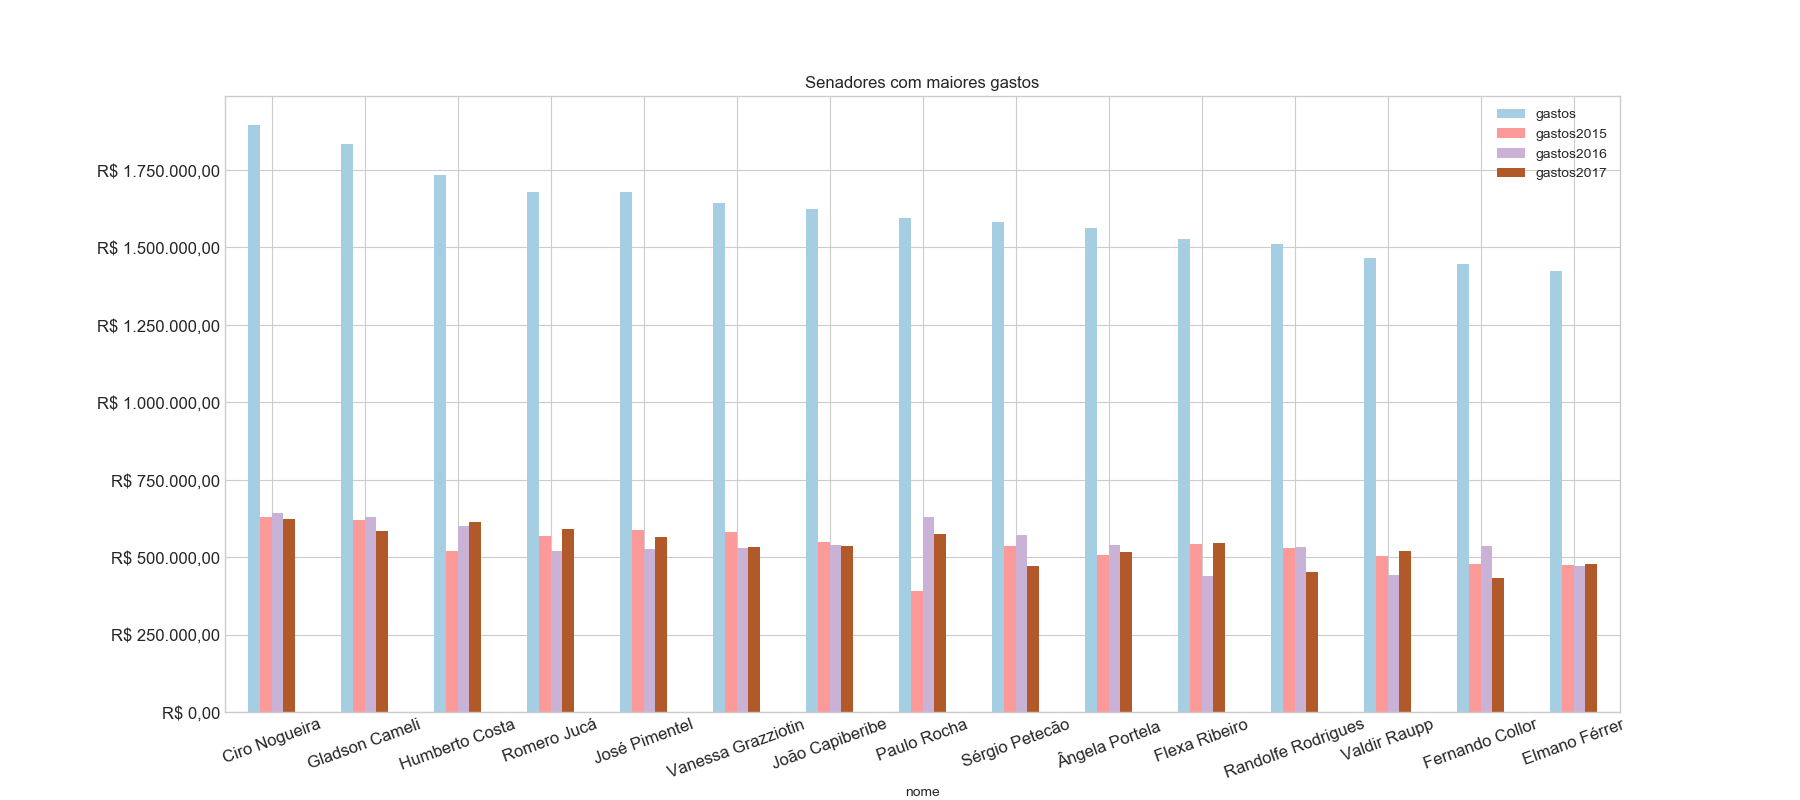 Senadores com maiores gastos
gastos
gastos2015
gastos2016
gastos2017
R$ 1.750.000,00
R$ 1.500.000,00
R$ 1.250.000,00
R$ 1.000.000,00
R$ 750.000,00
R$ 500.000,00
R$ 250.000,00
R$ 0,00
Ciro Nogueira
Gladson Cameli
Humberto Costa
Romero Jucá
José Pimentel
Vanessa Grazziotin
João Capiberibe
Paulo Rocha
Sérgio Petecão
Ângela Portela
Flexa Ribeiro
Randolfe Rodrigues
Valdir Raupp
Fernando Collor
Elmano Férrer
nome